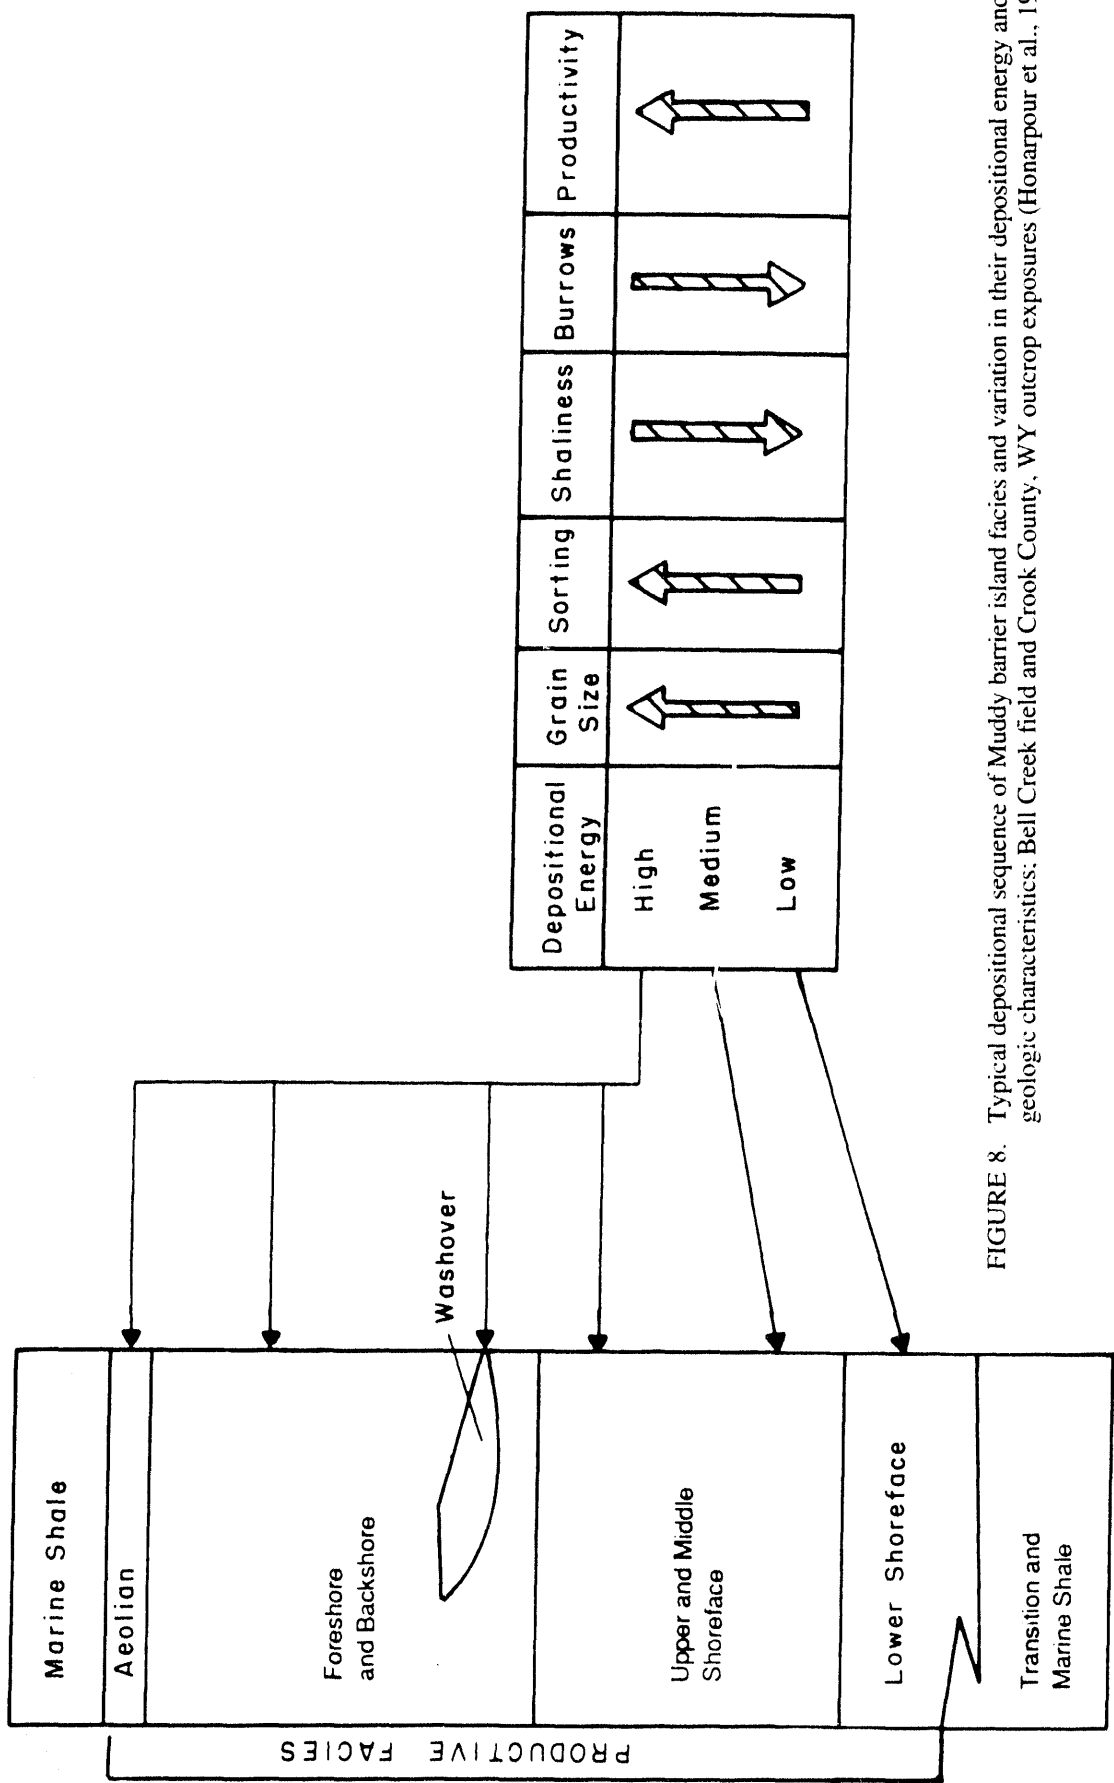 Marine Shale
Aeolian
Foreshore
and Backshore
Washover
Upper and Middle
Shoreface
Lower Shoreface
Transition and
Marine Shale
PRODUCTIVE FACIES
Depositional
Energy
Grain
Size
Sorting
Shaliness
Burrows
Productivity
High
Medium
Low
FIGURE 8. Typical depositional sequence of Muddy barrier island facies and variation in their depositional energy and
geologic characteristics; Bell Creek field and Crook County, WY outcrop exposures (Honarpour et al.,